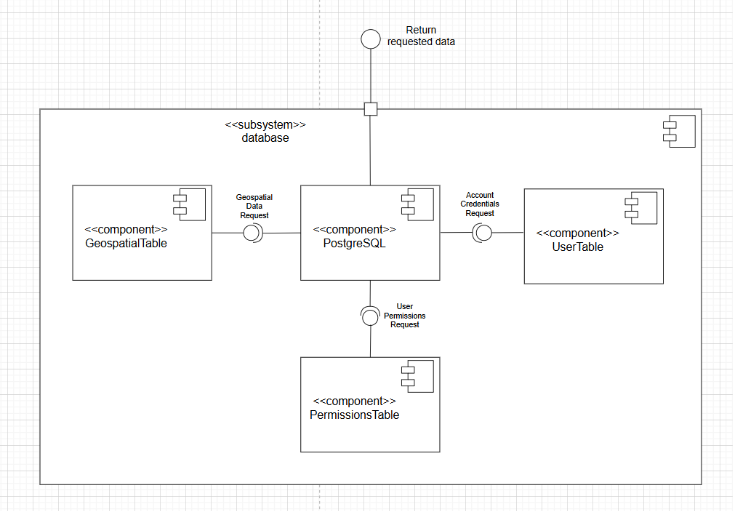 Return
requested data
<<subsystem>>
database
Geospatial
Data
Request
Account
Credentials
Request
<<component>>
GeospatialTable
<<component>>
PostgreSQL
<<component>>
UserTable
User
Permissions
Request
<<component>>
PermissionsTable